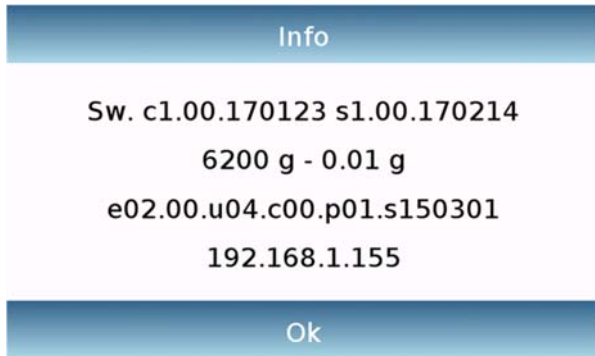 Info
Sw. c1.00.170123 s1.00.170214
6200 g - 0.01 g
e02.00.u04.c00.p01.s150301
192.168.1.155
Ok